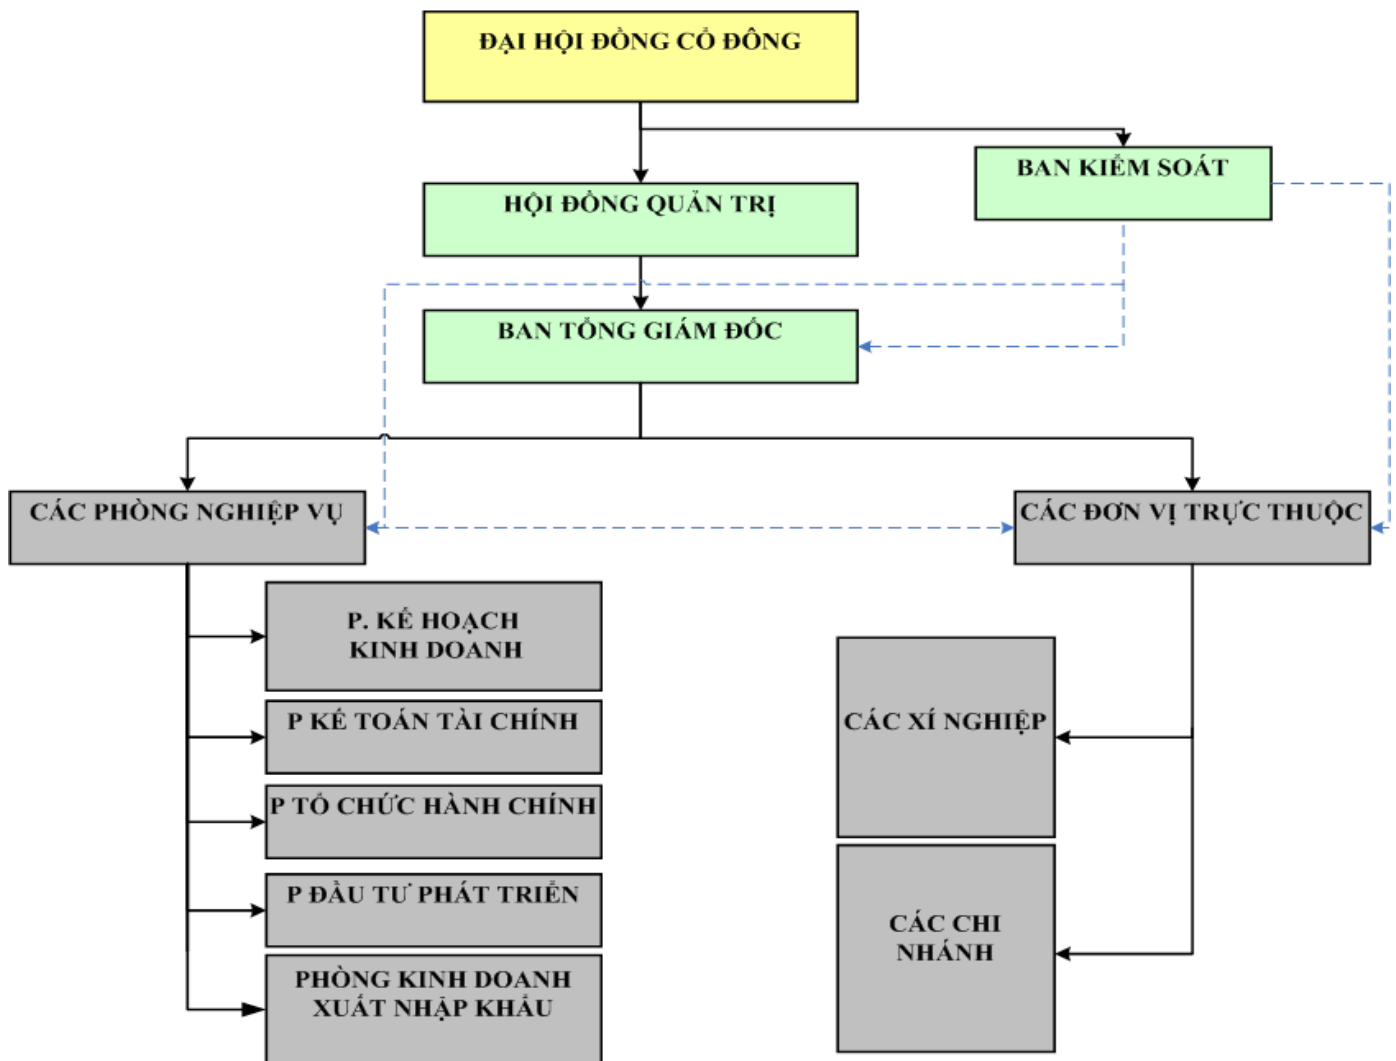 ĐẠI HỘI ĐỒNG CỔ ĐÔNG
BAN KIỂM SOÁT
HỘI ĐỒNG QUẢN TRỊ
BAN TỔNG GIÁM ĐỐC
CÁC PHÒNG NGHIỆP VỤ
CÁC ĐƠN VỊ TRỰC THUỘC
P. KẾ HOẠCH
KINH DOANH
P KẾ TOÁN TÀI CHÍNH
P TỔ CHỨC HÀNH CHÍNH
P ĐẦU TƯ PHÁT TRIỂN
PHÒNG KINH DOANH
XUẤT NHẬP KHẨU
CÁC XÍ NGHIỆP
CÁC CHI
NHÁNH